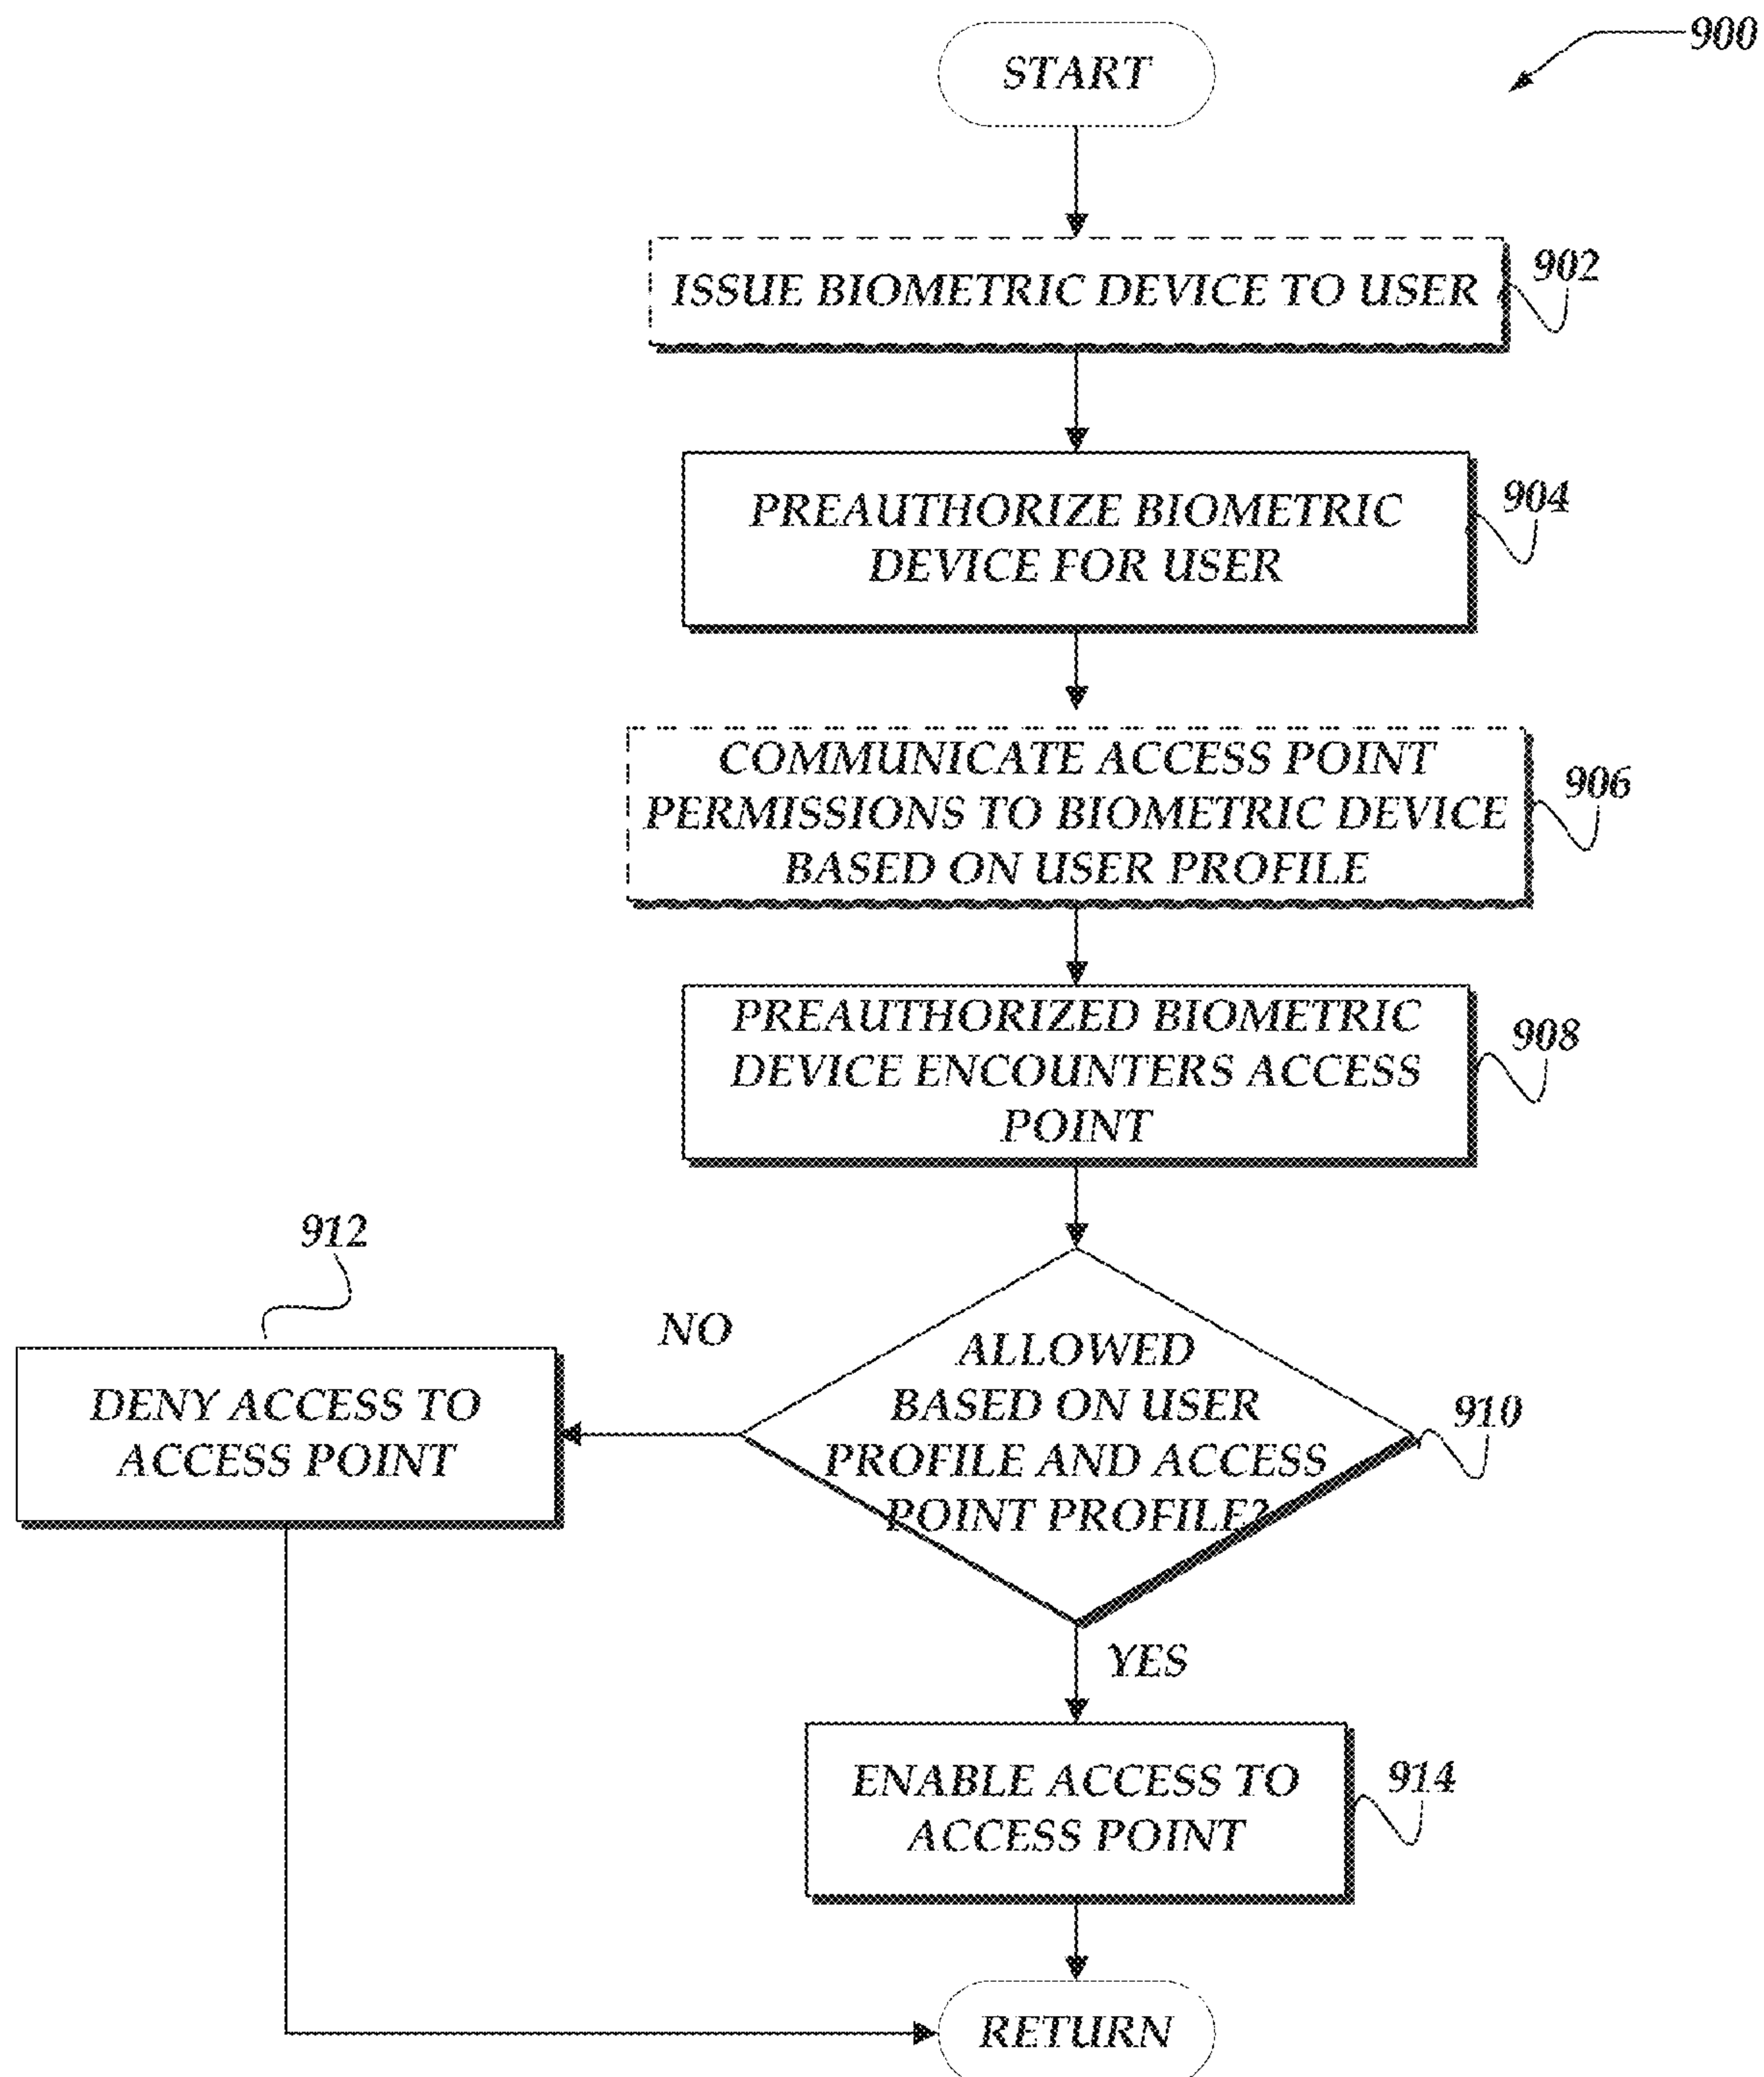 900
START
ISSUE BIOMETRIC DEVICE TO USER
902
PREAUTHORIZE BIOMETRIC
DEVICE FOR USER
904
COMMUNICATE ACCESS POINT
PERMISSIONS TO BIOMETRIC DEVICE
BASED ON USER PROFILE
906
PREAUTHORIZED BIOMETRIC
DEVICE ENCOUNTERS ACCESS
POINT
908
912
NO
DENY ACCESS TO
ACCESS POINT
ALLOWED
BASED ON USER
PROFILE AND ACCESS
POINT PROFILE?
910
YES
ENABLE ACCESS TO
ACCESS POINT
914
RETURN